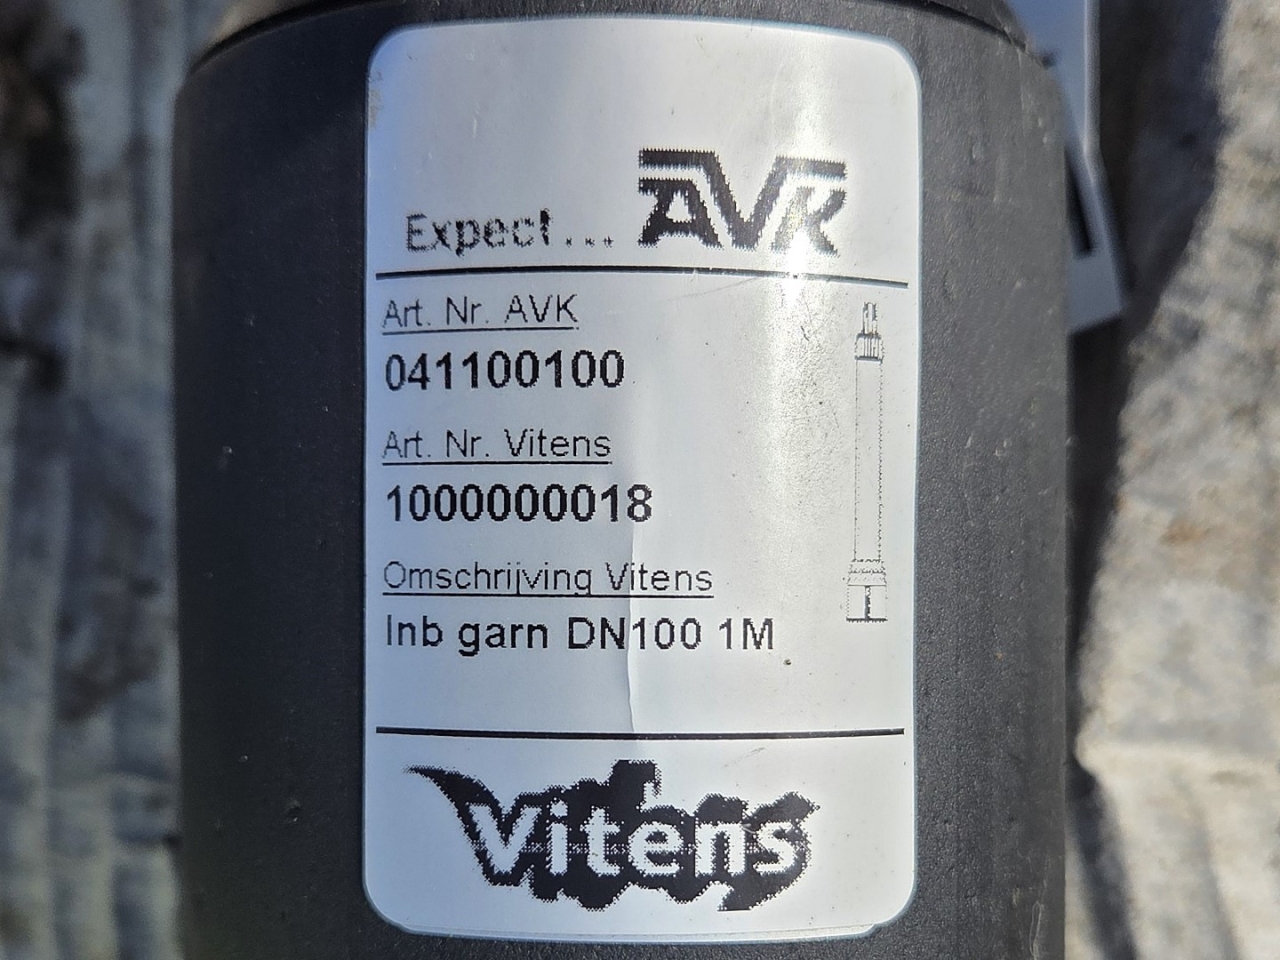 Expect... AVK
Art. Nr. AVK
041100100
Art. Nr. Vitens
1000000018
Omschrijving Vitens
Inb garn DN100 1M
Vitens